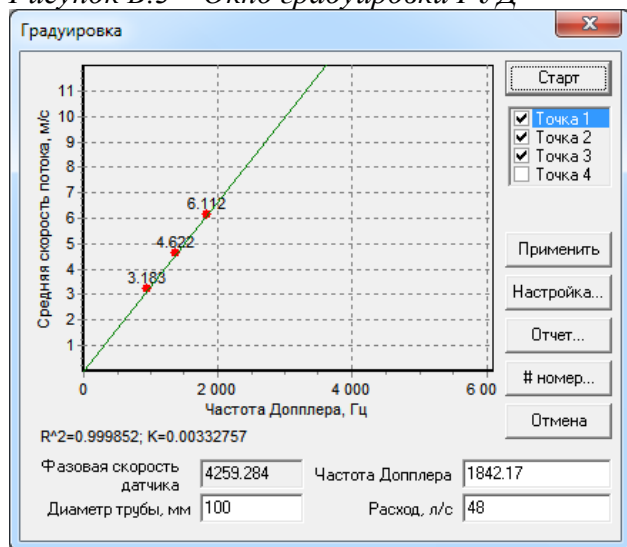 Рисунок В.3 – Окно градуировки РУД
Градуировка
Старт
Точка 1
Точка 2
Точка 3
Точка 4
Применить
Настройка...
Отчет...
# номер...
Отмена
Средняя скорость потока, м/с
11
10
9
8
7
6
5
4
3
2
1
6.112
4.622
3.183
0
2 000
4 000
6 00
Частота Допплера, Гц
R^2=0.999852; K=0.00332757
Фазовая скорость
датчика
4259.284
Частота Допплера
1842.17
Диаметр трубы, мм
100
Расход, л/с
48